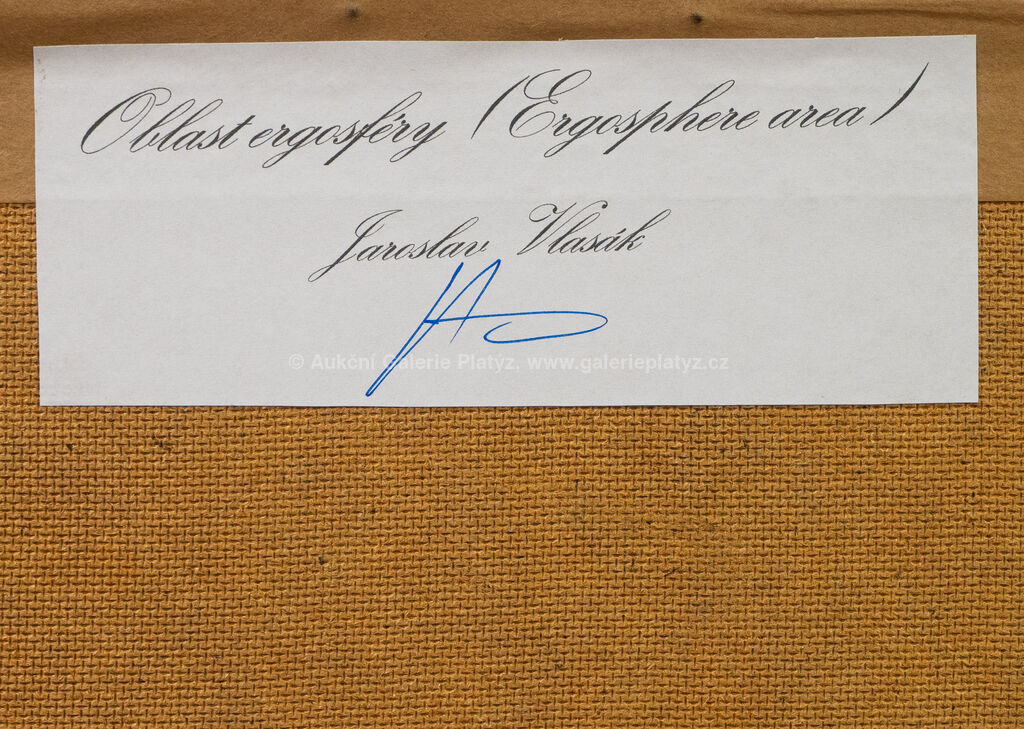 Oblast ergosféry (Ergosphere area)
Jaroslav Vlasák
© Aukční Galerie Platýz, www.galerieplatyz.cz